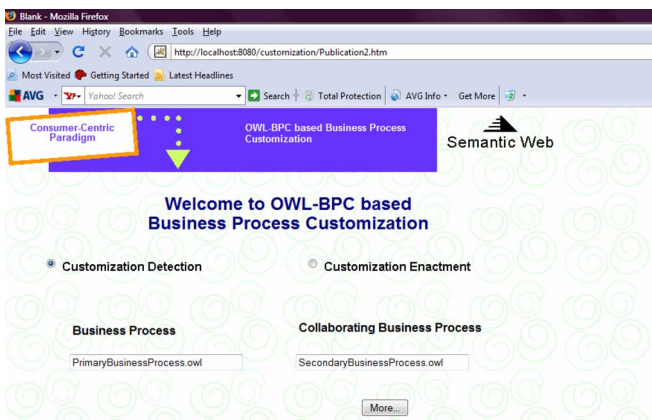 Blank - Mozilla Firefox
File Edit View History Bookmarks Tools Help
http://localhost:8080/customization/Publication2.htm
Most Visited Getting Started Latest Headlines
AVG Y? Yahoo! Search Search Total Protection AVG Info Get More
Consumer-Centric
Paradigm
OWL-BPC based Business Process
Customization
Semantic Web
Welcome to OWL-BPC based
Business Process Customization
Customization Detection Customization Enactment
Business Process Collaborating Business Process
PrimaryBusinessProcess.owl SecondaryBusinessProcess.owl
More...